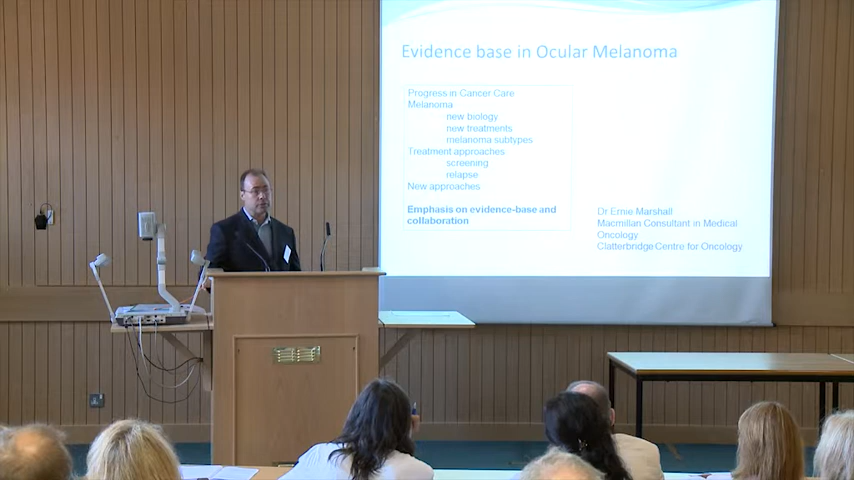 Evidence base in Ocular Melanoma
Progress in Cancer Care
Melanoma
new biology
new treatments
melanoma subtypes
Treatment approaches
screening
relapse
New approaches
Emphasis on evidence-base and
collaboration
Dr Ernie Marshall
Macmillan Consultant in Medical
Oncology
Clatterbridge Centre for Oncology